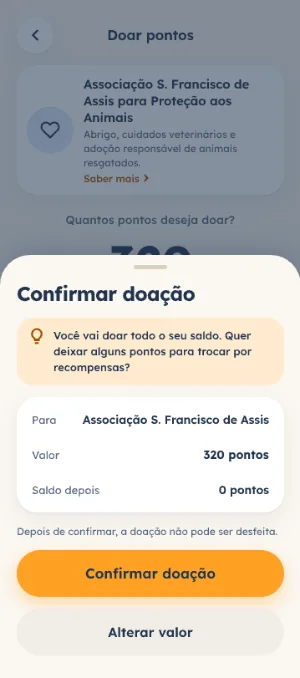 Doar pontos
Associação S. Francisco de
Assis para Proteção aos
Animais
Abrigo, cuidados veterinários e
adoção responsável de animais
resgatados.
Saber mais
Quantos pontos deseja doar?
Confirmar doação
Você vai doar todo o seu saldo. Quer
deixar alguns pontos para trocar por
recompensas?
Para Associação S. Francisco de Assis
Valor 320 pontos
Saldo depois 0 pontos
Depois de confirmar, a doação não pode ser desfeita.
Confirmar doação
Alterar valor